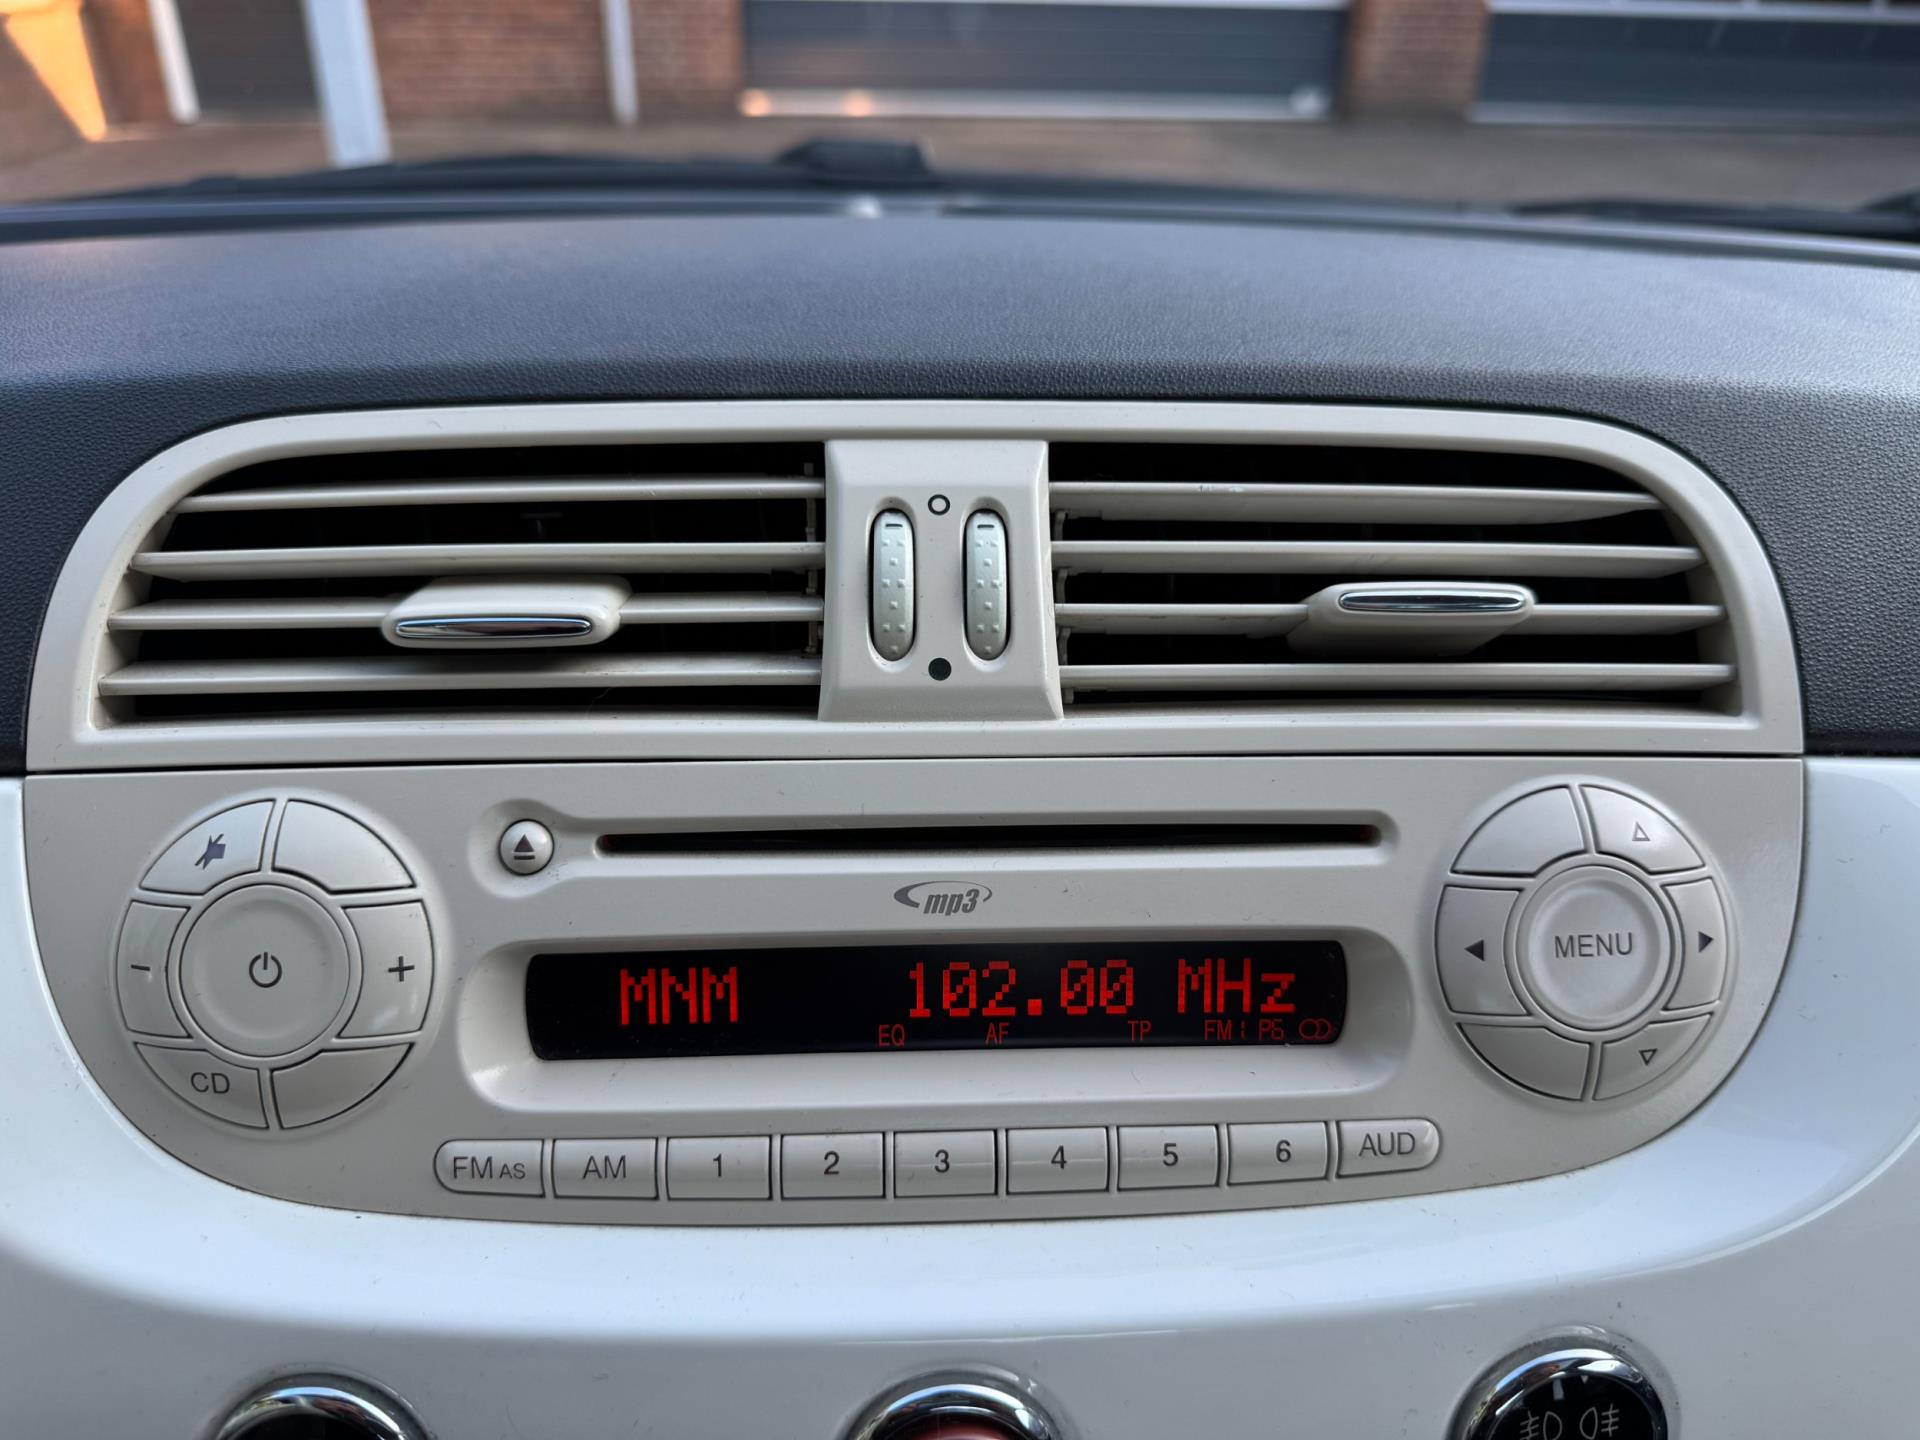 mp3
MENU
MNM 102.00 MHz
EQ AF TP FM1 P6
CD
FM AS AM 1 2 3 4 5 6 AUD